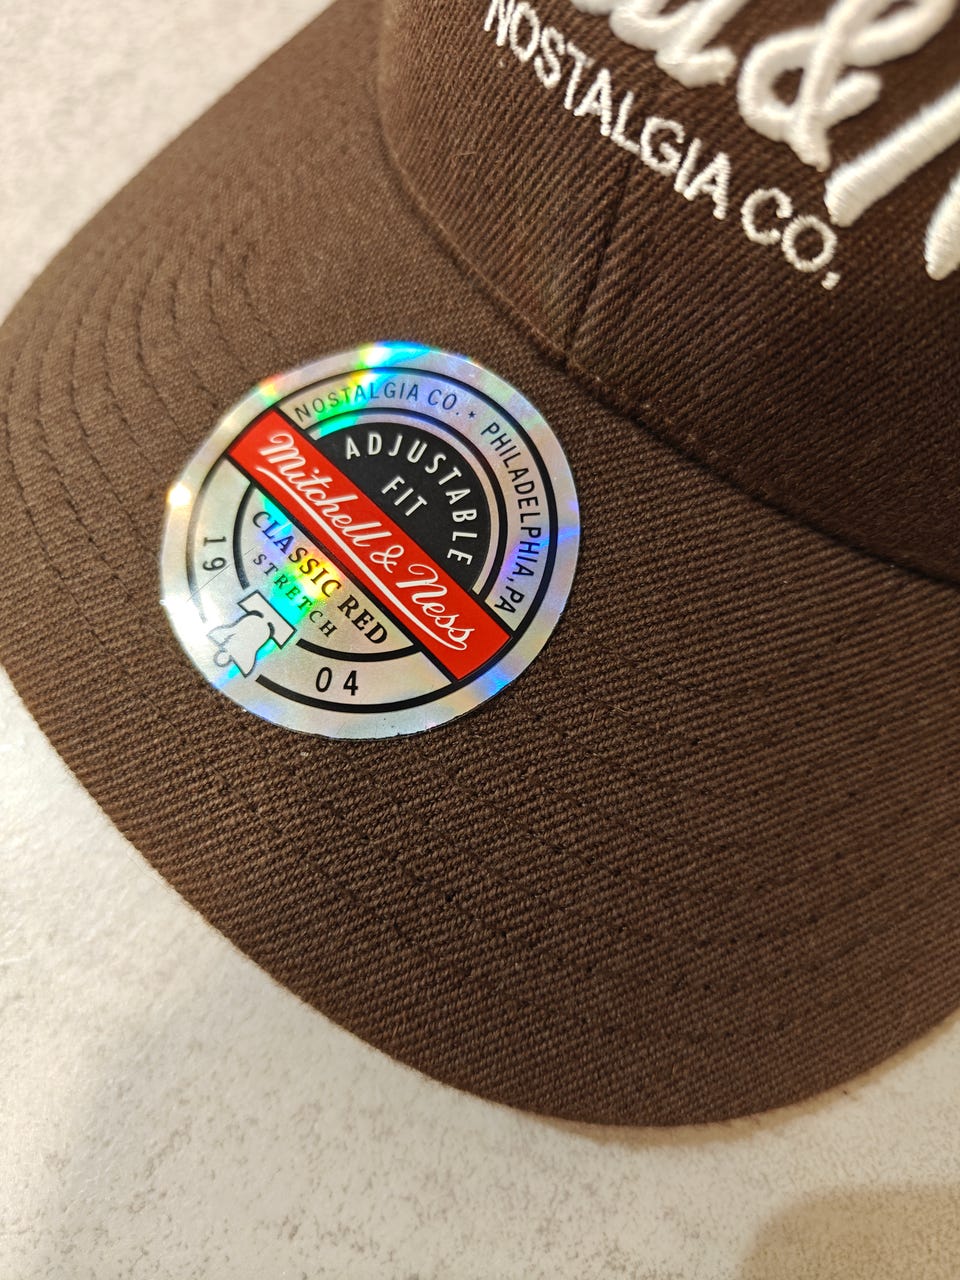 &
NOSTALGIA CO.
NOSTALGIA CO. * PHILADELPHIA, PA
ADJUSTABLE
FIT
Mitchell & Ness
CLASSIC RED
STRETCH
19 04